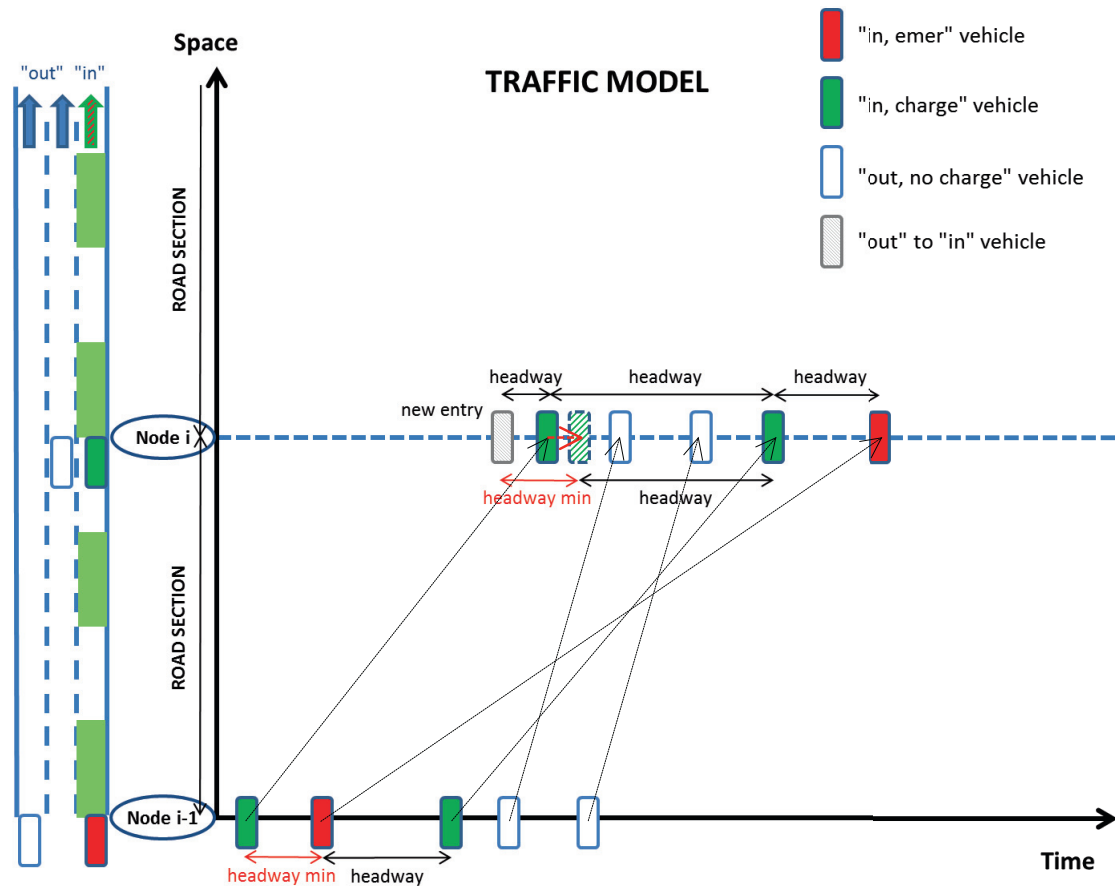 Space
"out" "in"
TRAFFIC MODEL
"in, emer" vehicle
"in, charge" vehicle
"out, no charge" vehicle
"out" to "in" vehicle
ROAD SECTION
headway
headway
headway
new entry
Node i
headway min
headway
ROAD SECTION
Node i-1
Time
headway min
headway